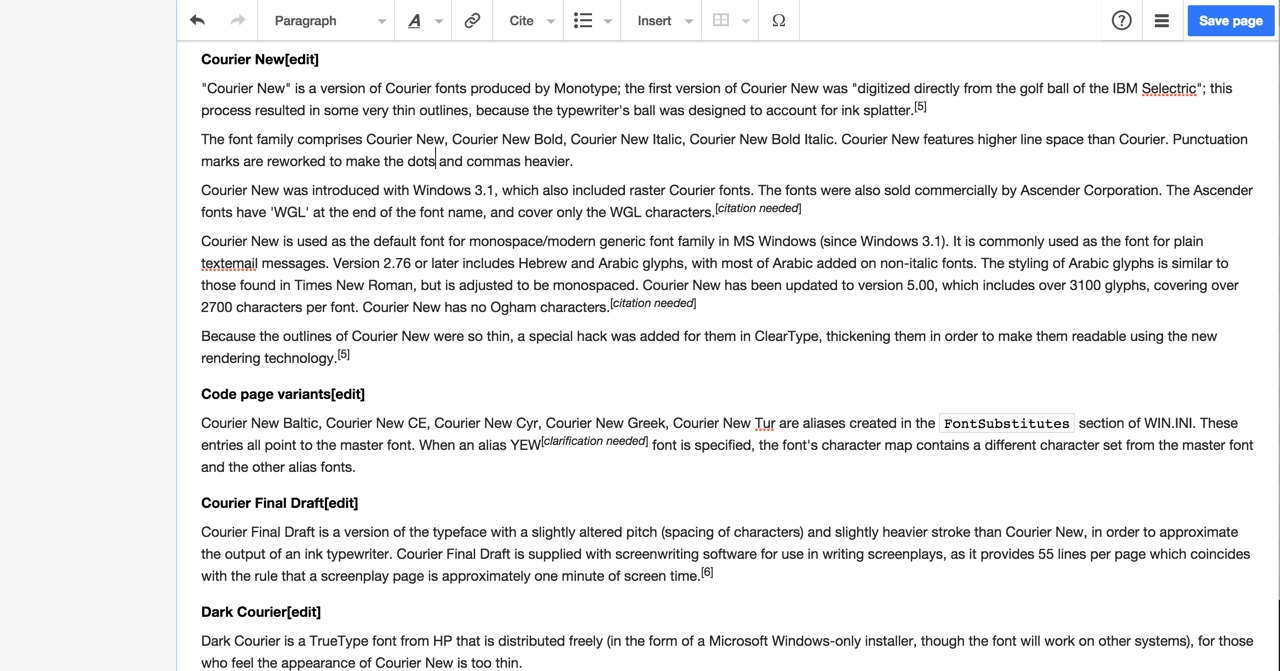 Paragraph A Cite Insert Ω ? Save page
Courier New[edit]
"Courier New" is a version of Courier fonts produced by Monotype; the first version of Courier New was "digitized directly from the golf ball of the IBM Selectric"; this
process resulted in some very thin outlines, because the typewriter's ball was designed to account for ink splatter.[5]
The font family comprises Courier New, Courier New Bold, Courier New Italic, Courier New Bold Italic. Courier New features higher line space than Courier. Punctuation
marks are reworked to make the dots and commas heavier.
Courier New was introduced with Windows 3.1, which also included raster Courier fonts. The fonts were also sold commercially by Ascender Corporation. The Ascender
fonts have 'WGL' at the end of the font name, and cover only the WGL characters.[citation needed]
Courier New is used as the default font for monospace/modern generic font family in MS Windows (since Windows 3.1). It is commonly used as the font for plain
textemail messages. Version 2.76 or later includes Hebrew and Arabic glyphs, with most of Arabic added on non-italic fonts. The styling of Arabic glyphs is similar to
those found in Times New Roman, but is adjusted to be monospaced. Courier New has been updated to version 5.00, which includes over 3100 glyphs, covering over
2700 characters per font. Courier New has no Ogham characters.[citation needed]
Because the outlines of Courier New were so thin, a special hack was added for them in ClearType, thickening them in order to make them readable using the new
rendering technology.[5]
Code page variants[edit]
Courier New Baltic, Courier New CE, Courier New Cyr, Courier New Greek, Courier New Tur are aliases created in the FontSubstitutes section of WIN.INI. These
entries all point to the master font. When an alias YEW[clarification needed] font is specified, the font's character map contains a different character set from the master font
and the other alias fonts.
Courier Final Draft[edit]
Courier Final Draft is a version of the typeface with a slightly altered pitch (spacing of characters) and slightly heavier stroke than Courier New, in order to approximate
the output of an ink typewriter. Courier Final Draft is supplied with screenwriting software for use in writing screenplays, as it provides 55 lines per page which coincides
with the rule that a screenplay page is approximately one minute of screen time.[6]
Dark Courier[edit]
Dark Courier is a TrueType font from HP that is distributed freely (in the form of a Microsoft Windows-only installer, though the font will work on other systems), for those
who feel the appearance of Courier New is too thin.